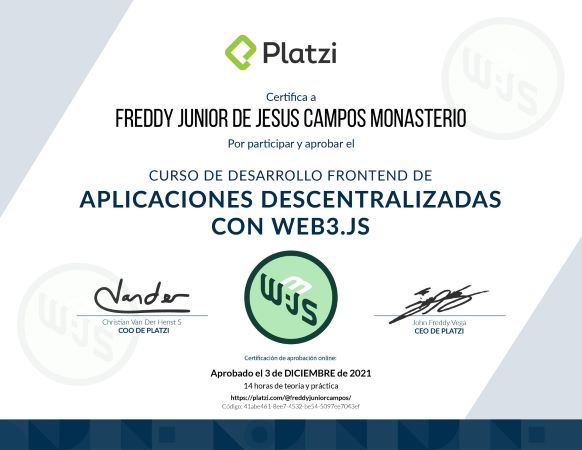 Platzi
Certifica a
FREDDY JUNIOR DE JESUS CAMPOS MONASTERIO
Por participar y aprobar el
CURSO DE DESARROLLO FRONTEND DE
APLICACIONES DESCENTRALIZADAS
CON WEB3.JS
W3JS
Christian Van Der Henst S
COO DE PLATZI
John Freddy Vega
CEO DE PLATZI
Certificación de aprobación online:
Aprobado el 3 de DICIEMBRE de 2021
14 horas de teoría y práctica
https://platzi.com/@freddyjuniorcampos/
Código: 41abe461-8ee7-4532-be54-5097ee7043ef